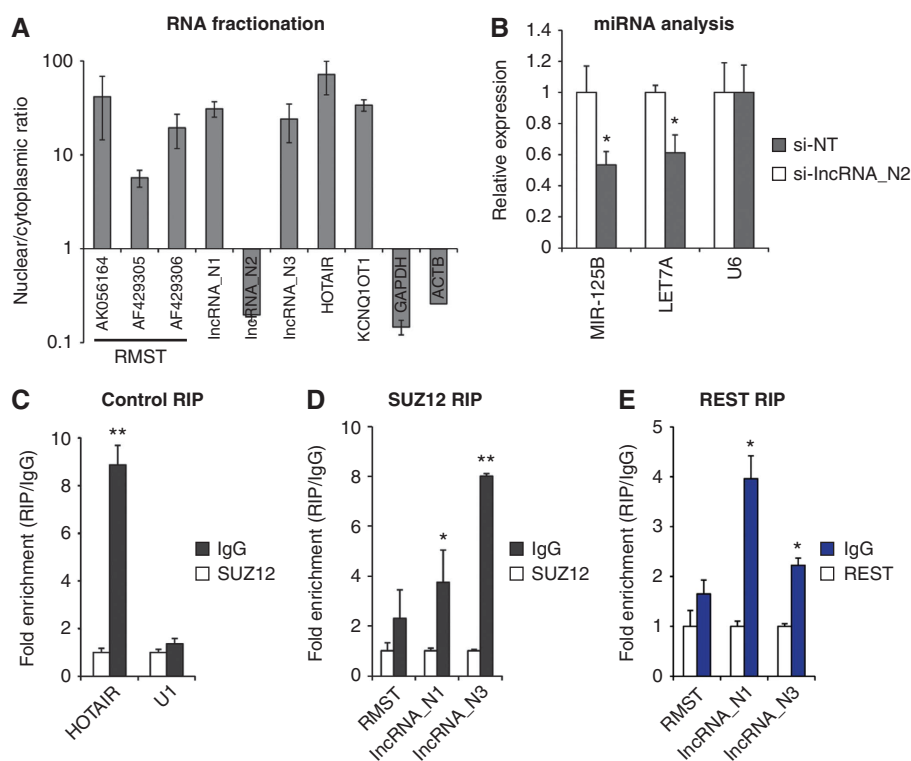 A RNA fractionation
Nuclear/cytoplasmic ratio
100
10
1
0.1
AK056164
AF429305
AF429306
lncRNA_N1
lncRNA_N2
lncRNA_N3
HOTAIR
KCNQ1OT1
GAPDH
ACTB
RMST
B miRNA analysis
Relative expression
1.4
1.2
1
0.8
0.6
0.4
0.2
0
*
*
MIR-125B
LET7A
U6
si-NT
si-lncRNA_N2
C Control RIP
Fold enrichment (RIP/IgG)
10
8
6
4
2
0
**
HOTAIR
U1
IgG
SUZ12
D SUZ12 RIP
Fold enrichment (RIP/IgG)
10
8
6
4
2
0
*
**
RMST
lncRNA_N1
lncRNA_N3
IgG
SUZ12
E REST RIP
Fold enrichment (RIP/IgG)
5
4
3
2
1
0
*
*
RMST
lncRNA_N1
lncRNA_N3
IgG
REST